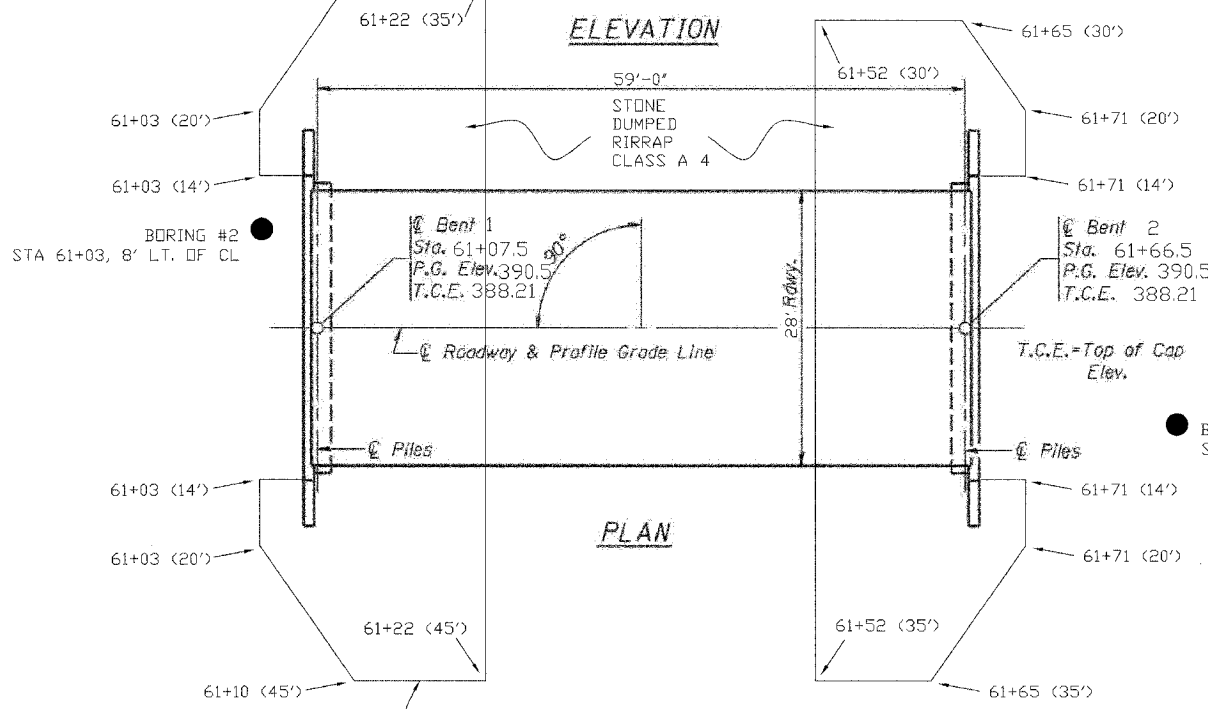 61+22 (35')
ELEVATION
61+65 (30')
59'-0"
61+52 (30')
61+03 (20')
STONE
DUMPED
RIRRAP
CLASS A 4
61+71 (20')
61+03 (14')
61+71 (14')
BORING #2
STA 61+03, 8' LT. OF CL
℄ Bent 1
Sta. 61+07.5
P.G. Elev. 390.5
T.C.E. 388.21
90°
28' Rdwy.
℄ Bent 2
Sta. 61+66.5
P.G. Elev. 390.5
T.C.E. 388.21
℄ Roadway & Profile Grade Line
T.C.E.=Top of Cap
Elev.
℄ Piles
℄ Piles
B
S
61+03 (14')
61+71 (14')
PLAN
61+03 (20')
61+71 (20')
61+22 (45')
61+52 (35')
61+10 (45')
61+65 (35')